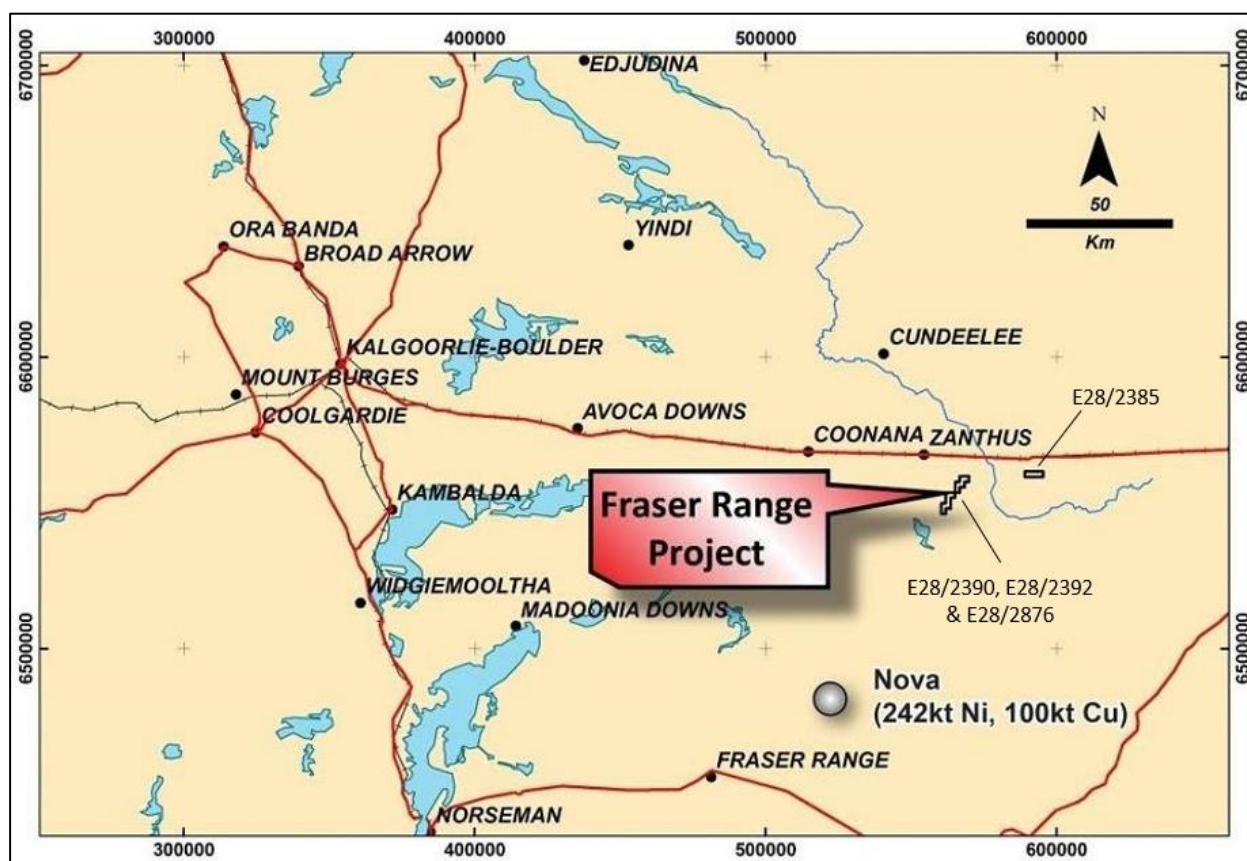 300000
400000
500000
600000
6700000
6700000
EDJUDINA
N
50
Km
ORA BANDA
YINDI
BROAD ARROW
KALGOORLIE-BOULDER
CUNDEELEE
6600000
6600000
MOUNT BURGES
E28/2385
COOLGARDIE
AVOCA DOWNS
COONANA
ZANTHUS
KAMBALDA
Fraser Range
Project
E28/2390, E28/2392
& E28/2876
WIDGIEMOOLTHA
MADOONIA DOWNS
6500000
6500000
Nova
(242kt Ni, 100kt Cu)
FRASER RANGE
NORSEMAN
300000
400000
500000
600000